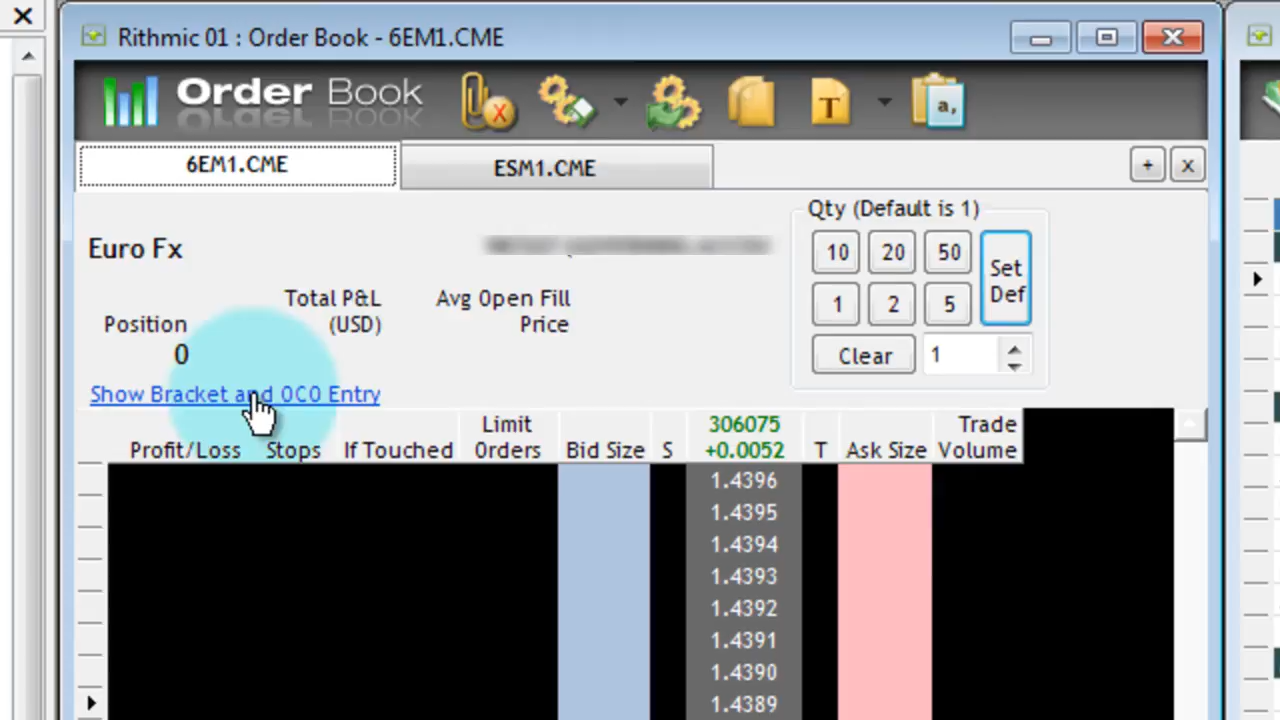 Rithmic 01 : Order Book - 6EM1.CME
Order Book
T
a,
6EM1.CME
ESM1.CME
+
x
Qty (Default is 1)
Euro Fx
10 20 50
Set Def
Total P&L (USD)
Avg Open Fill Price
Position
1 2 5
0
Clear
1
Show Bracket and OCO Entry
Profit/Loss
Stops
If Touched
Limit Orders
Bid Size
S
306075
+0.0052
T
Ask Size
Trade Volume
1.4396
1.4395
1.4394
1.4393
1.4392
1.4391
1.4390
1.4389